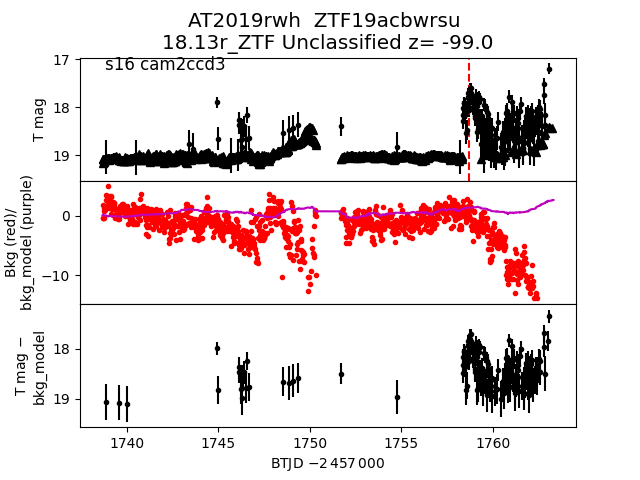 AT2019rwh  ZTF19acbwrsu
18.13r_ZTF Unclassified z= -99.0
s16 cam2ccd3
17
18
19
T mag
0
−10
Bkg (red)/
bkg_model (purple)
18
19
T mag −
bkg_model
1740
1745
1750
1755
1760
BTJD −2 457 000